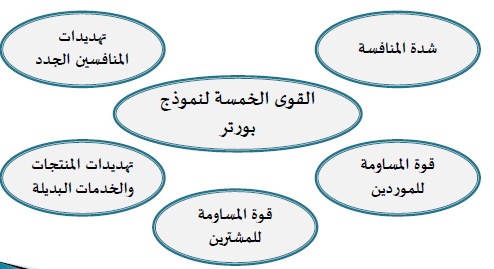 شدة المنافسة
تهديدات
المنافسين الجدد
القوى الخمسة لنموذج
بورتر
قوة المساومة
للموردين
تهديدات المنتجات
والخدمات البديلة
قوة المساومة
للمشترين